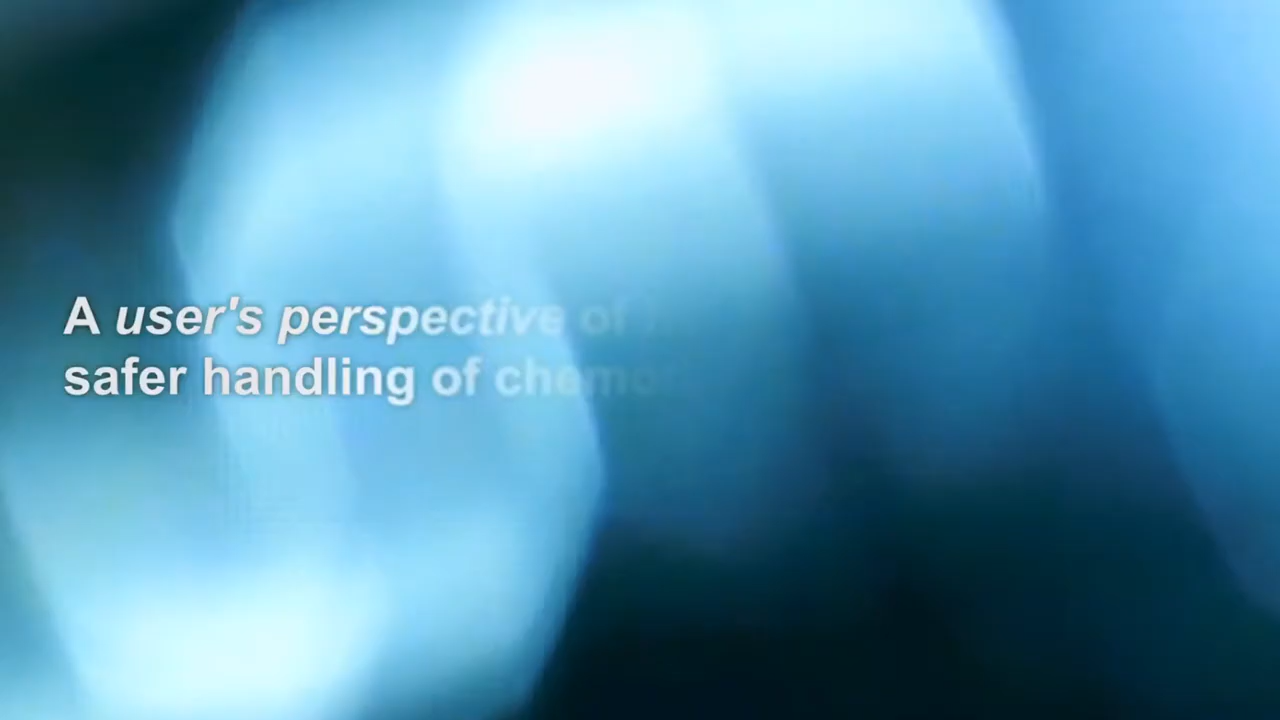 A user's perspective of
safer handling of